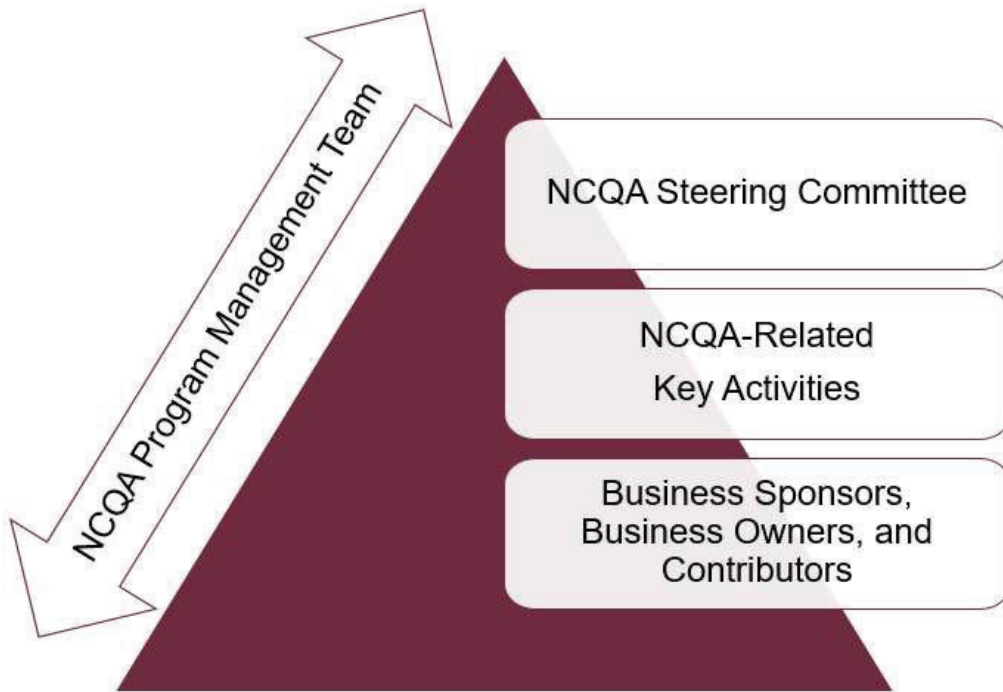 NCQA Program Management Team
NCQA Steering Committee
NCQA-Related
Key Activities
Business Sponsors,
Business Owners, and
Contributors